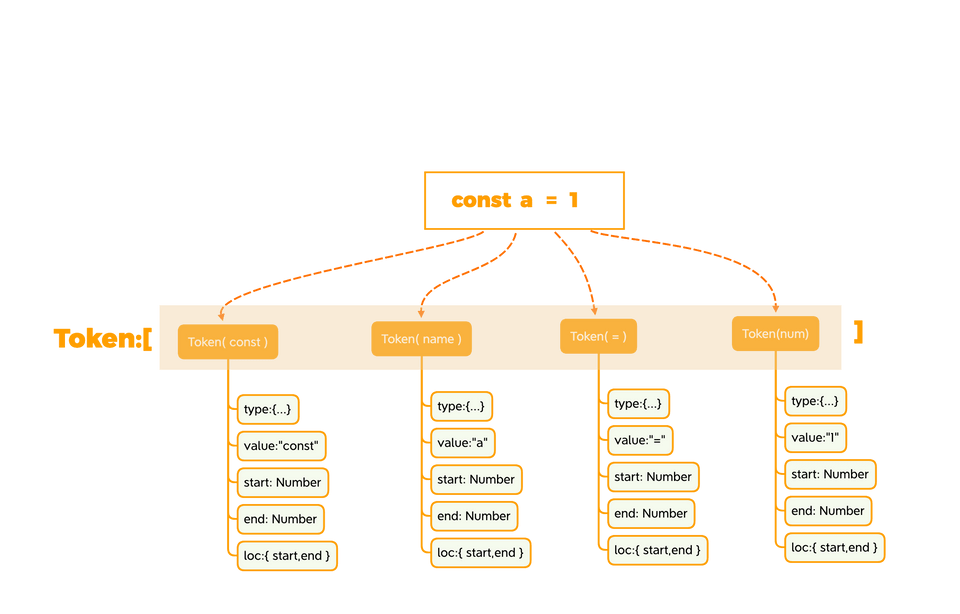 const a = 1
Token:[ Token( const ) Token( name ) Token( = ) Token(num) ]
type:{...}
value:"const"
start: Number
end: Number
loc:{ start,end }
type:{...}
value:"a"
start: Number
end: Number
loc:{ start,end }
type:{...}
value:"="
start: Number
end: Number
loc:{ start,end }
type:{...}
value:"1"
start: Number
end: Number
loc:{ start,end }